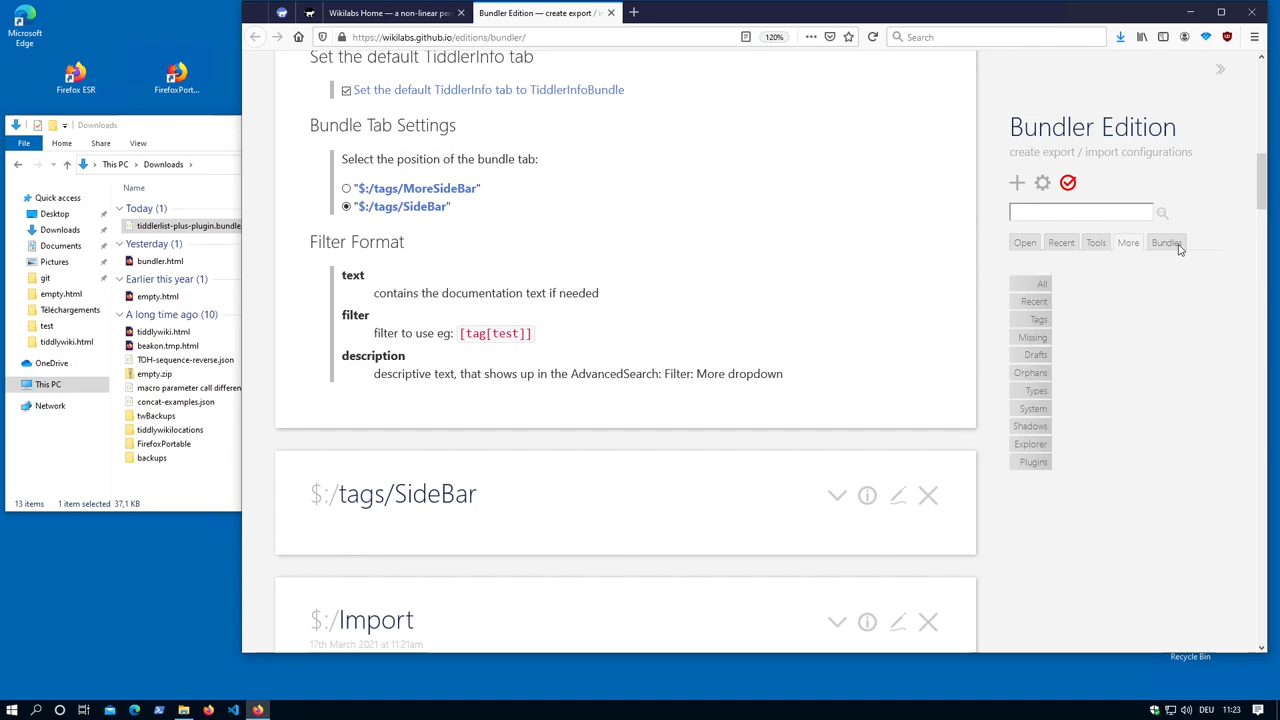 Microsoft
Edge
Firefox ESR
FirefoxPort...
Downloads
File
Home
Share
View
This PC
Downloads
Name
Quick access
Desktop
Downloads
Documents
Pictures
git
empty.html
Téléchargements
test
tiddlywiki.html
OneDrive
This PC
Network
Today (1)
tiddlerlist-plus-plugin.bundle
Yesterday (1)
bundler.html
Earlier this year (1)
empty.html
A long time ago (10)
tiddlywiki.html
beakon.tmp.html
TOH-sequence-reverse.json
empty.zip
macro parameter call differen
concat-examples.json
twBackups
tiddlywikilocations
FirefoxPortable
backups
13 items
1 item selected 37,1 KB
Wikilabs Home — a non-linear per
Bundler Edition — create export / i
https://wikilabs.github.io/editions/bundler/
120%
Search
Set the default TiddlerInfo tab
Set the default TiddlerInfo tab to TiddlerInfoBundle
Bundle Tab Settings
Select the position of the bundle tab:
"$:/tags/MoreSideBar"
"$:/tags/SideBar"
Filter Format
text
contains the documentation text if needed
filter
filter to use eg: [tag[test]]
description
descriptive text, that shows up in the AdvancedSearch: Filter: More dropdown
$:/tags/SideBar
$:/Import
17th March 2021 at 11:21am
Bundler Edition
create export / import configurations
Open
Recent
Tools
More
Bundles
All
Recent
Tags
Missing
Drafts
Orphans
Types
System
Shadows
Explorer
Plugins
Recycle Bin
DEU
11:23